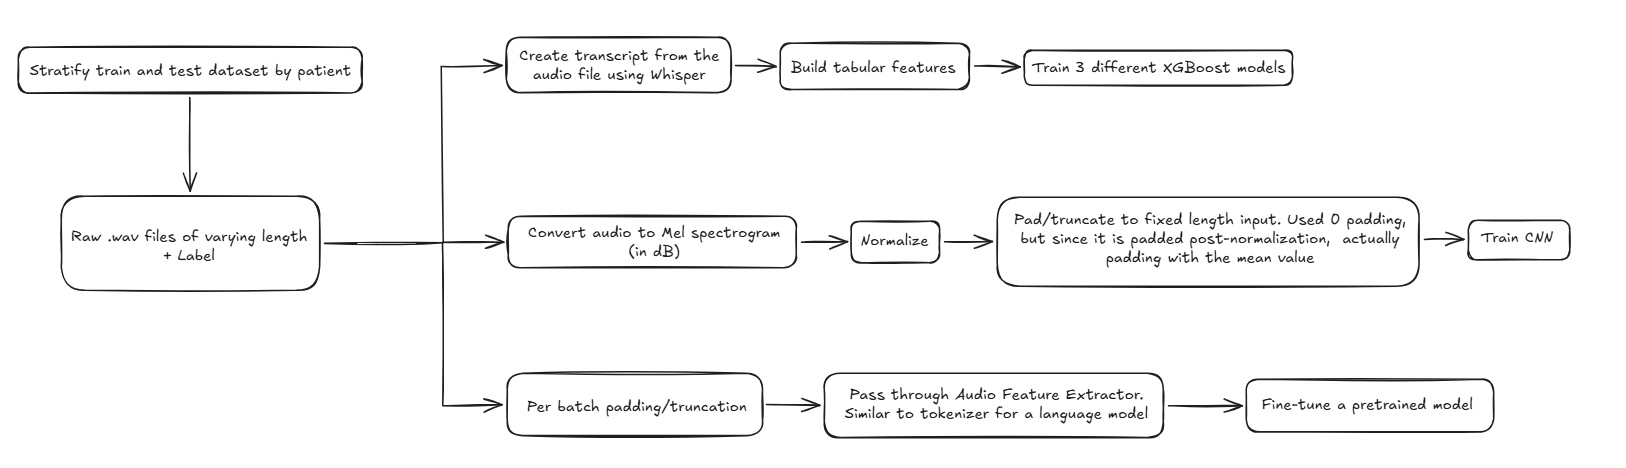 Stratify train and test dataset by patient
Raw .wav files of varying length
+ Label
Create transcript from the
audio file using Whisper
Build tabular features
Train 3 different XGBoost models
Convert audio to Mel spectrogram
(in dB)
Normalize
Pad/truncate to fixed length input. Used 0 padding,
but since it is padded post-normalization, actually
padding with the mean value
Train CNN
Per batch padding/truncation
Pass through Audio Feature Extractor.
Similar to tokenizer for a language model
Fine-tune a pretrained model